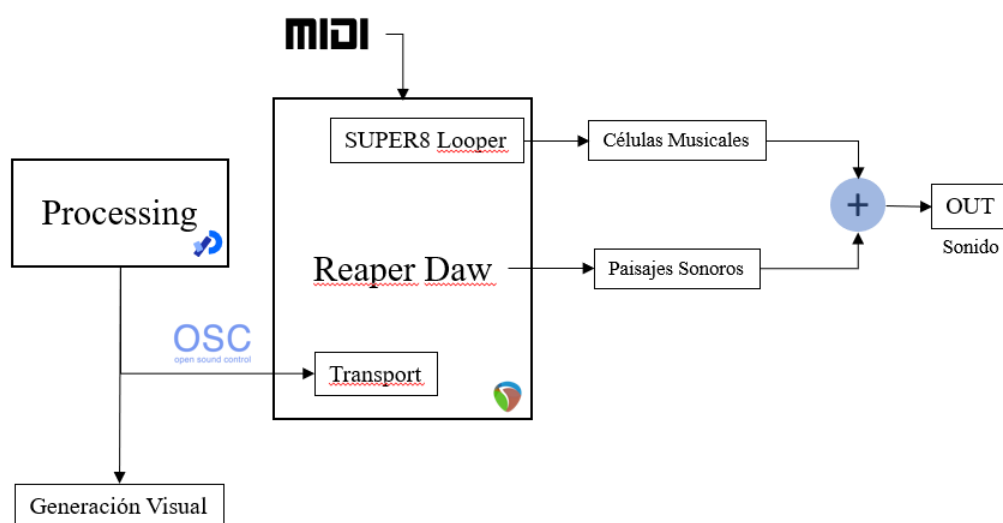 MIDI
SUPER8 Looper
Células Musicales
Processing
+
OUT
Sonido
Reaper Daw
Paisajes Sonoros
OSC
open sound control
Transport
Generación Visual